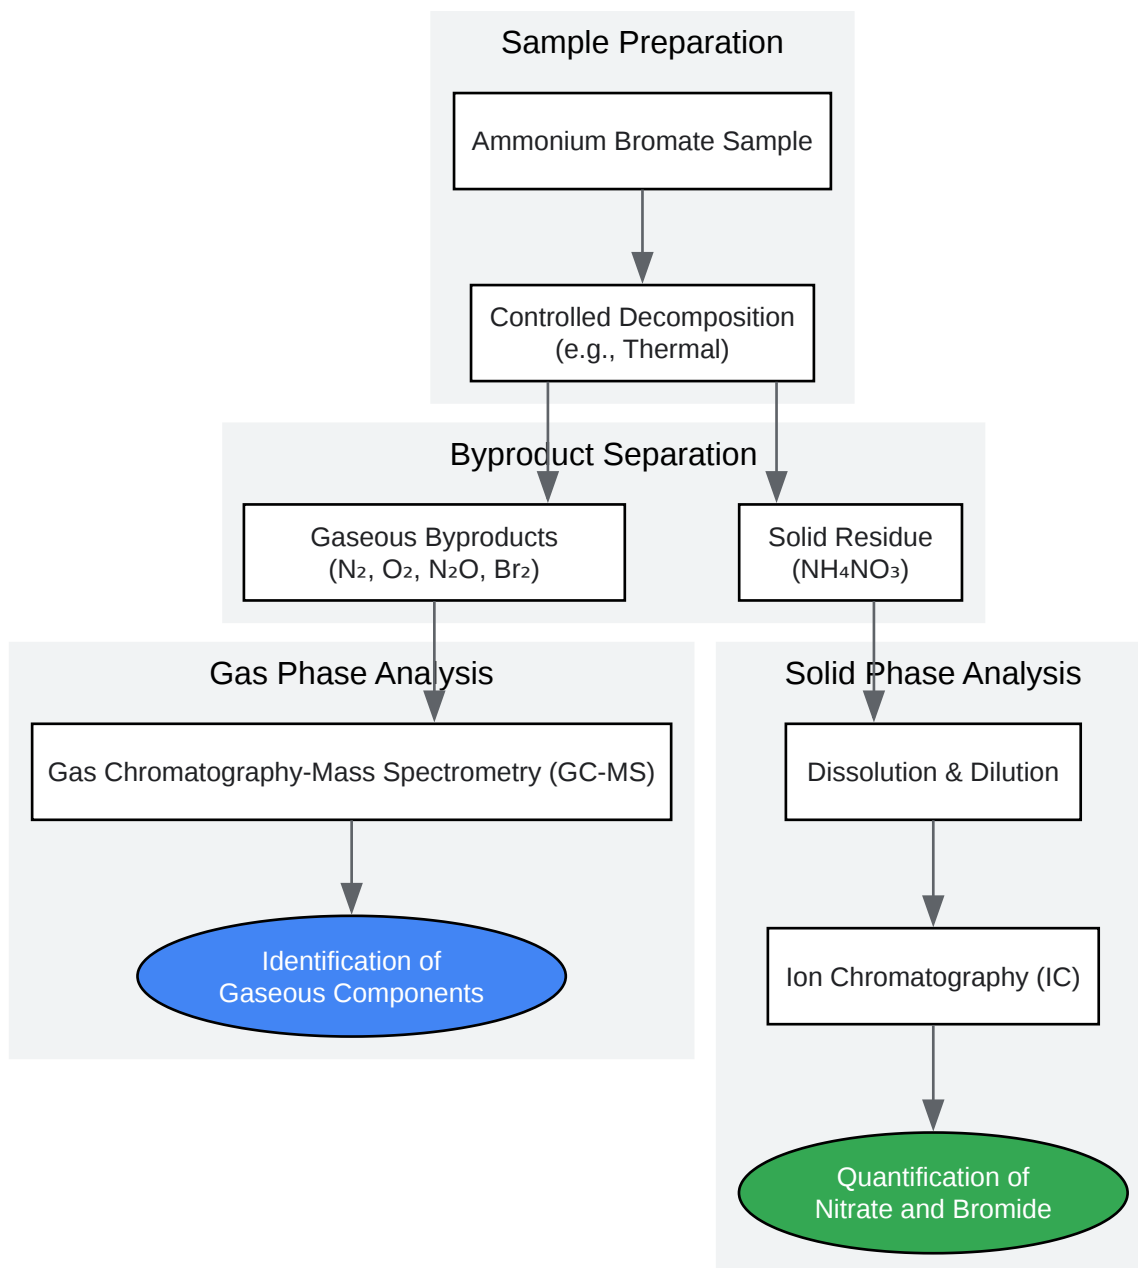 Sample Preparation
Ammonium Bromate Sample
Controlled Decomposition
(e.g., Thermal)
Byproduct Separation
Gaseous Byproducts
(N₂, O₂, N₂O, Br₂)
Solid Residue
(NH₄NO₃)
Gas Phase Analysis
Gas Chromatography-Mass Spectrometry (GC-MS)
Identification of
Gaseous Components
Solid Phase Analysis
Dissolution & Dilution
Ion Chromatography (IC)
Quantification of
Nitrate and Bromide